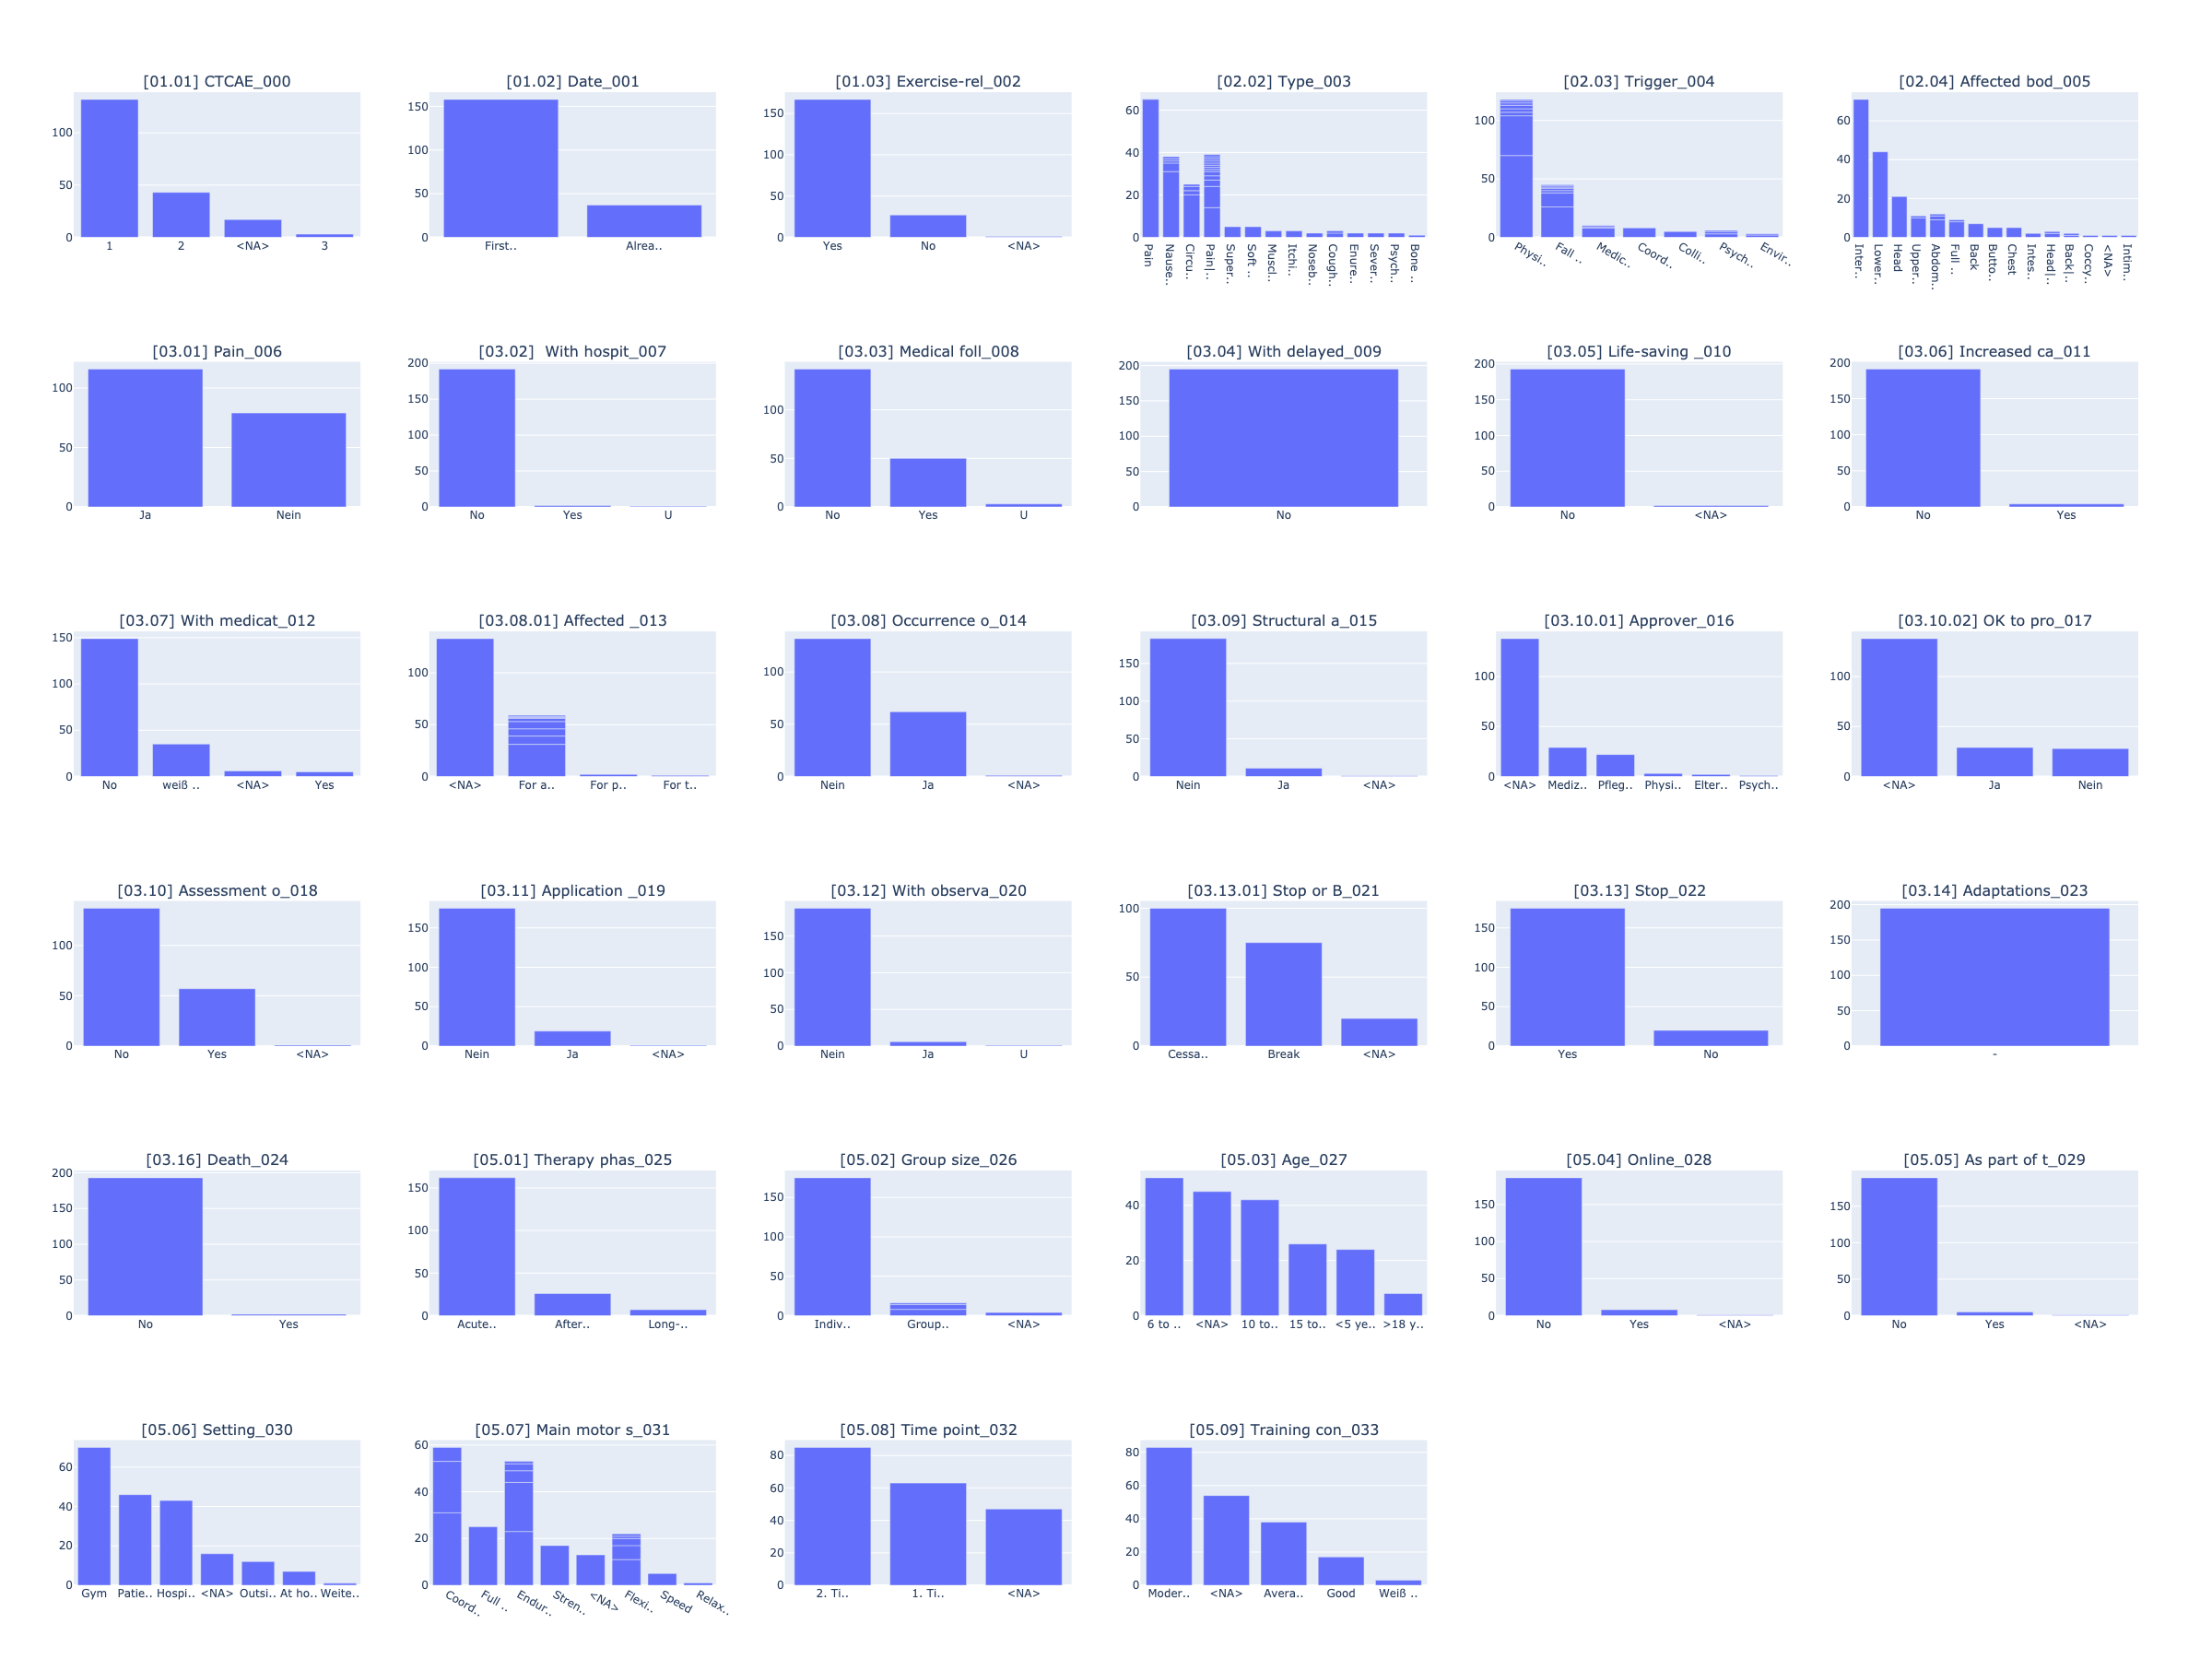 [01.01] CTCAE_000
100
50
0
1 2 <NA> 3
[01.02] Date_001
150
100
50
0
First.. Alrea..
[01.03] Exercise-rel_002
150
100
50
0
Yes No <NA>
[02.02] Type_003
60
40
20
0
Pain Nause.. Circu.. Pain|.. Super.. Soft .. Muscl.. Itchi.. Noseb.. Cough.. Enure.. Sever.. Psych.. Bone ..
[02.03] Trigger_004
100
50
0
Physi.. Fall .. Medic.. Coord.. Colli.. Psych.. Envir..
[02.04] Affected bod_005
60
40
20
0
Inter.. Lower.. Head Upper.. Abdom.. Full .. Back Butto.. Chest Intes.. Head|.. Back|.. Coccy.. <NA> Intim..
[03.01] Pain_006
100
50
0
Ja Nein
[03.02]  With hospit_007
200
150
100
50
0
No Yes U
[03.03] Medical foll_008
100
50
0
No Yes U
[03.04] With delayed_009
200
150
100
50
0
No
[03.05] Life-saving _010
200
150
100
50
0
No <NA>
[03.06] Increased ca_011
200
150
100
50
0
No Yes
[03.07] With medicat_012
150
100
50
0
No weiß .. <NA> Yes
[03.08.01] Affected _013
100
50
0
<NA> For a.. For p.. For t..
[03.08] Occurrence o_014
100
50
0
Nein Ja <NA>
[03.09] Structural a_015
150
100
50
0
Nein Ja <NA>
[03.10.01] Approver_016
100
50
0
<NA> Mediz.. Pfleg.. Physi.. Elter.. Psych..
[03.10.02] OK to pro_017
100
50
0
<NA> Ja Nein
[03.10] Assessment o_018
100
50
0
No Yes <NA>
[03.11] Application _019
150
100
50
0
Nein Ja <NA>
[03.12] With observa_020
150
100
50
0
Nein Ja U
[03.13.01] Stop or B_021
100
50
0
Cessa.. Break <NA>
[03.13] Stop_022
150
100
50
0
Yes No
[03.14] Adaptations_023
200
150
100
50
0
-
[03.16] Death_024
200
150
100
50
0
No Yes
[05.01] Therapy phas_025
150
100
50
0
Acute.. After.. Long-..
[05.02] Group size_026
150
100
50
0
Indiv.. Group.. <NA>
[05.03] Age_027
40
20
0
6 to .. <NA> 10 to.. 15 to.. <5 ye.. >18 y..
[05.04] Online_028
150
100
50
0
No Yes <NA>
[05.05] As part of t_029
150
100
50
0
No Yes <NA>
[05.06] Setting_030
60
40
20
0
Gym Patie.. Hospi.. <NA> Outsi.. At ho.. Weite..
[05.07] Main motor s_031
60
40
20
0
Coord.. Full .. Endur.. Stren.. <NA> Flexi.. Speed Relax..
[05.08] Time point_032
80
60
40
20
0
2. Ti.. 1. Ti.. <NA>
[05.09] Training con_033
80
60
40
20
0
Moder.. <NA> Avera.. Good Weiß ..